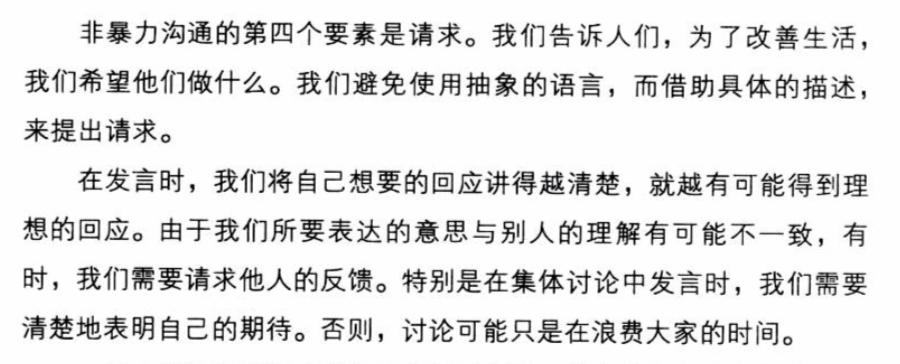 非暴力沟通的第四个要素是请求。我们告诉人们，为了改善生活，
我们希望他们做什么。我们避免使用抽象的语言，而借助具体的描述，
来提出请求。
在发言时，我们将自己想要的回应讲得越清楚，就越有可能得到理
想的回应。由于我们所要表达的意思与别人的理解有可能不一致，有
时，我们需要请求他人的反馈。特别是在集体讨论中发言时，我们需要
清楚地表明自己的期待。否则，讨论可能只是在浪费大家的时间。